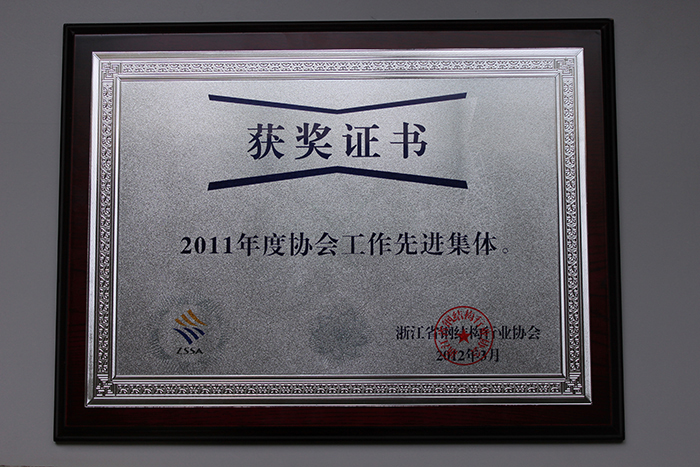 获奖证书
2011年度协会工作先进集体。
ZSSA
浙江省钢结构行业协会
2012年3月